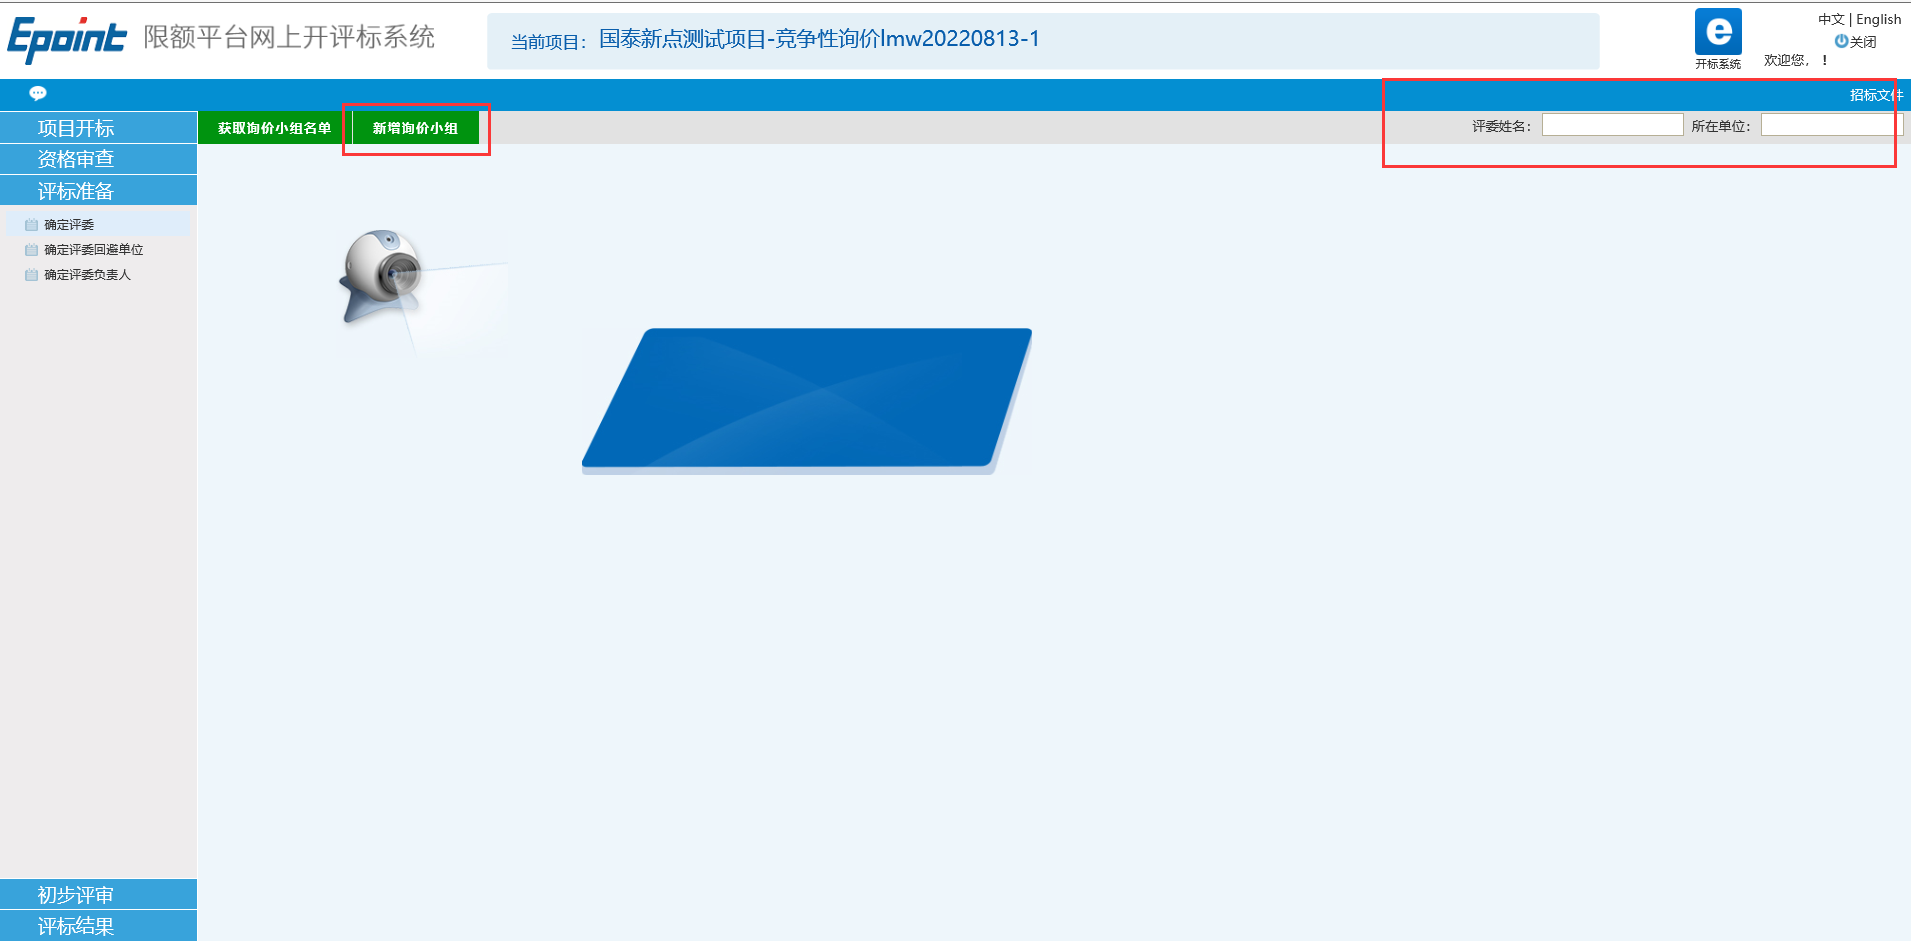 Epoint 限额平台网上开评标系统
当前项目： 国泰新点测试项目-竞争性询价lmw20220813-1
e
开标系统
中文 | English
关闭
欢迎您， ！
招标文件
项目开标
资格审查
评标准备
确定评委
确定评委回避单位
确定评委负责人
初步评审
评标结果
获取询价小组名单 新增询价小组
评委姓名： 所在单位：